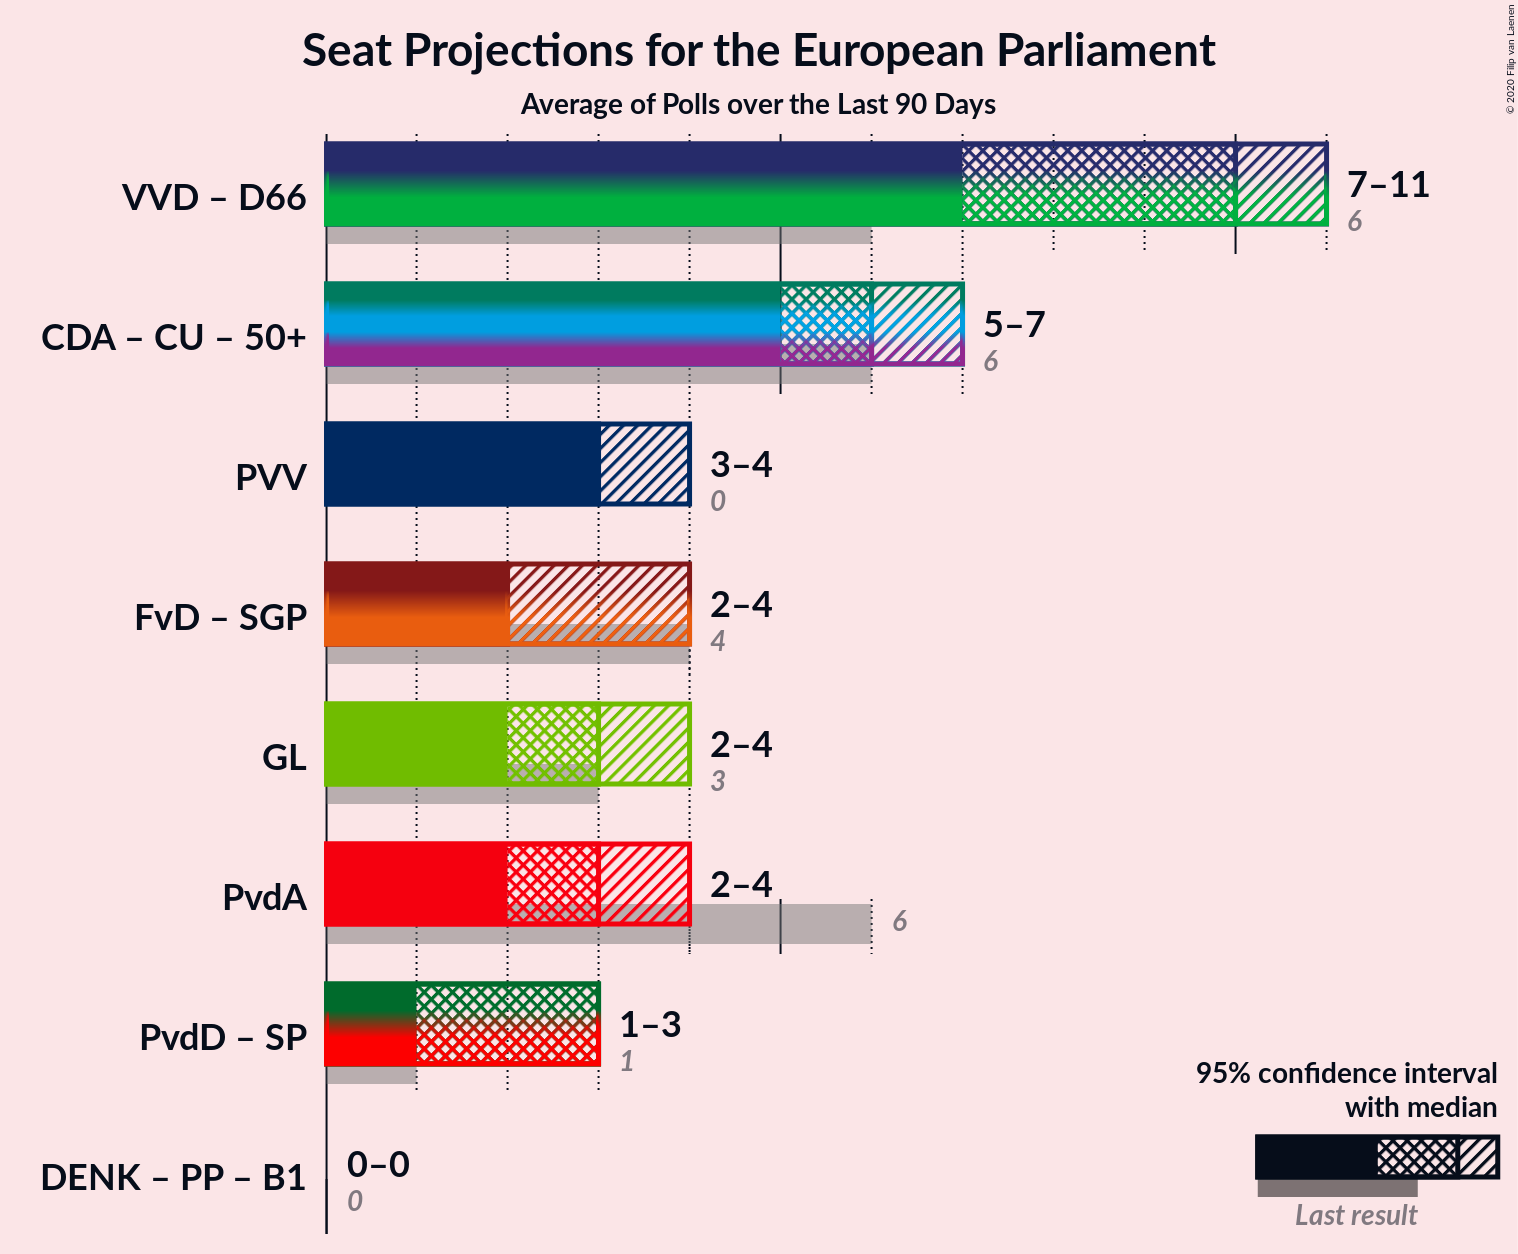 Seat Projections for the European Parliament
Average of Polls over the Last 90 Days
© 2020 Filip van Laenen
VVD – D66
7–11
6
CDA – CU – 50+
5–7
6
PVV
3–4
0
FvD – SGP
2–4
4
GL
2–4
3
PvdA
2–4
6
PvdD – SP
1–3
1
DENK – PP – B1
0–0
0
95% confidence interval
with median
Last result